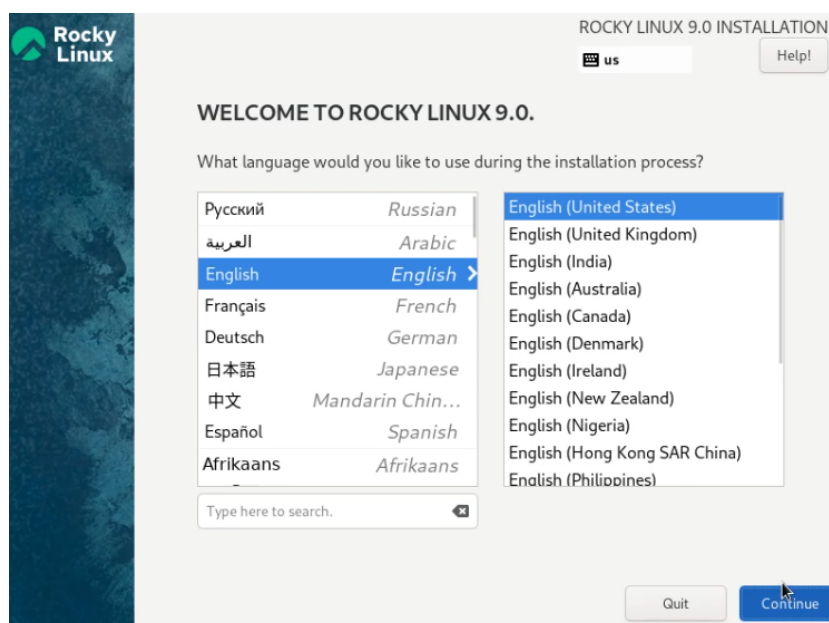 Rocky
Linux
ROCKY LINUX 9.0 INSTALLATION
us
Help!
WELCOME TO ROCKY LINUX 9.0.
What language would you like to use during the installation process?
Русский Russian
العربية Arabic
English English
Français French
Deutsch German
日本語 Japanese
中文 Mandarin Chin...
Español Spanish
Afrikaans Afrikaans
Type here to search.
English (United States)
English (United Kingdom)
English (India)
English (Australia)
English (Canada)
English (Denmark)
English (Ireland)
English (New Zealand)
English (Nigeria)
English (Hong Kong SAR China)
English (Philippines)
Quit
Continue